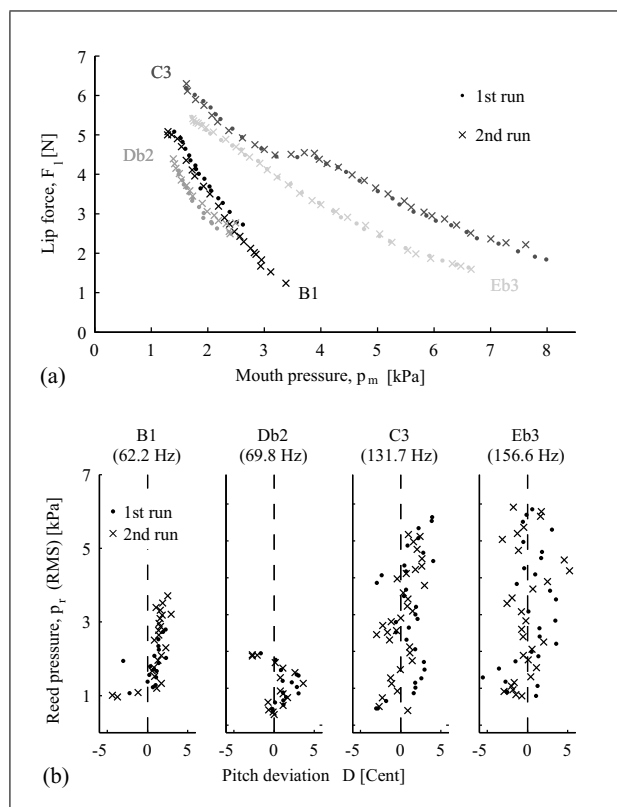 7
6
5
4
3
2
1
0
Lip force, F_l [N]
C3
Db2
B1
Eb3
• 1st run
× 2nd run
0 1 2 3 4 5 6 7 8
(a)
Mouth pressure, p_m [kPa]
B1 Db2 C3 Eb3
(62.2 Hz) (69.8 Hz) (131.7 Hz) (156.6 Hz)
7
5
3
1
Reed pressure, p_r (RMS) [kPa]
• 1st run
× 2nd run
-5 0 5 -5 0 5 -5 0 5 -5 0 5
(b)
Pitch deviation D [Cent]